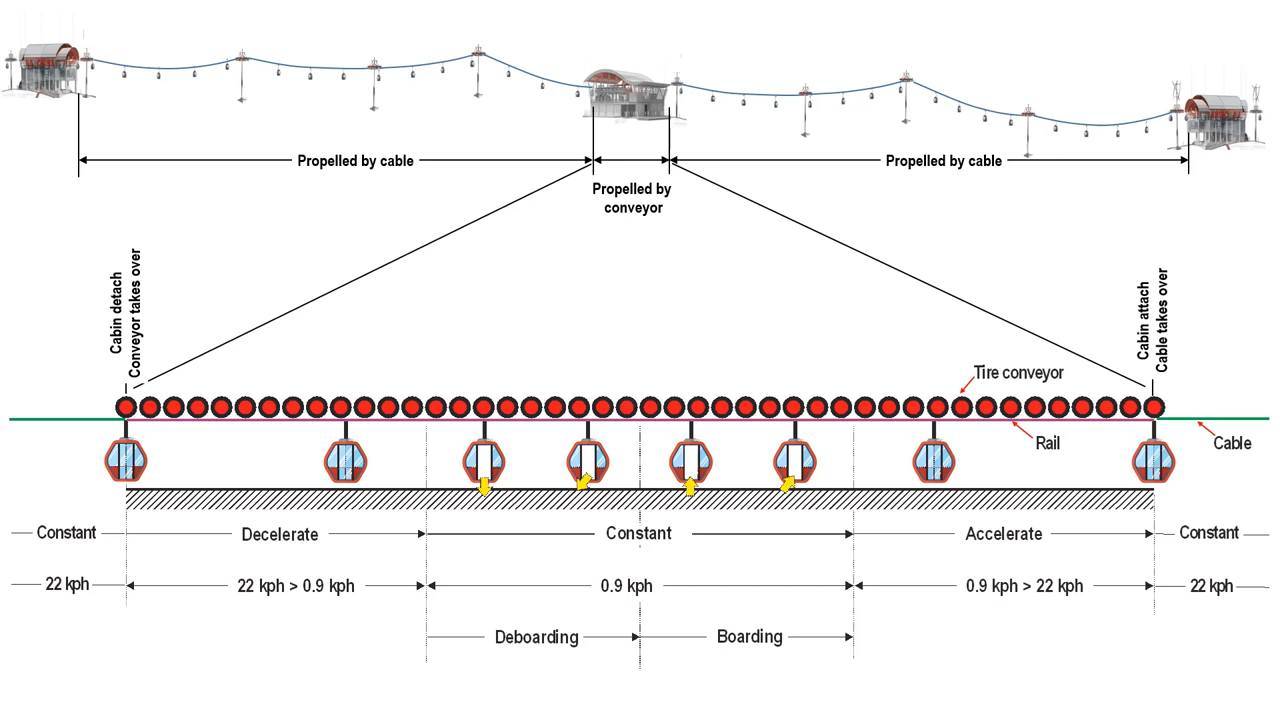 Propelled by cable
Propelled by cable
Propelled by
conveyor
Cabin detach
Conveyor takes over
Cabin attach
Cable takes over
Tire conveyor
Rail
Cable
Constant
Decelerate
Constant
Accelerate
Constant
22 kph
22 kph > 0.9 kph
0.9 kph
0.9 kph > 22 kph
22 kph
Deboarding
Boarding